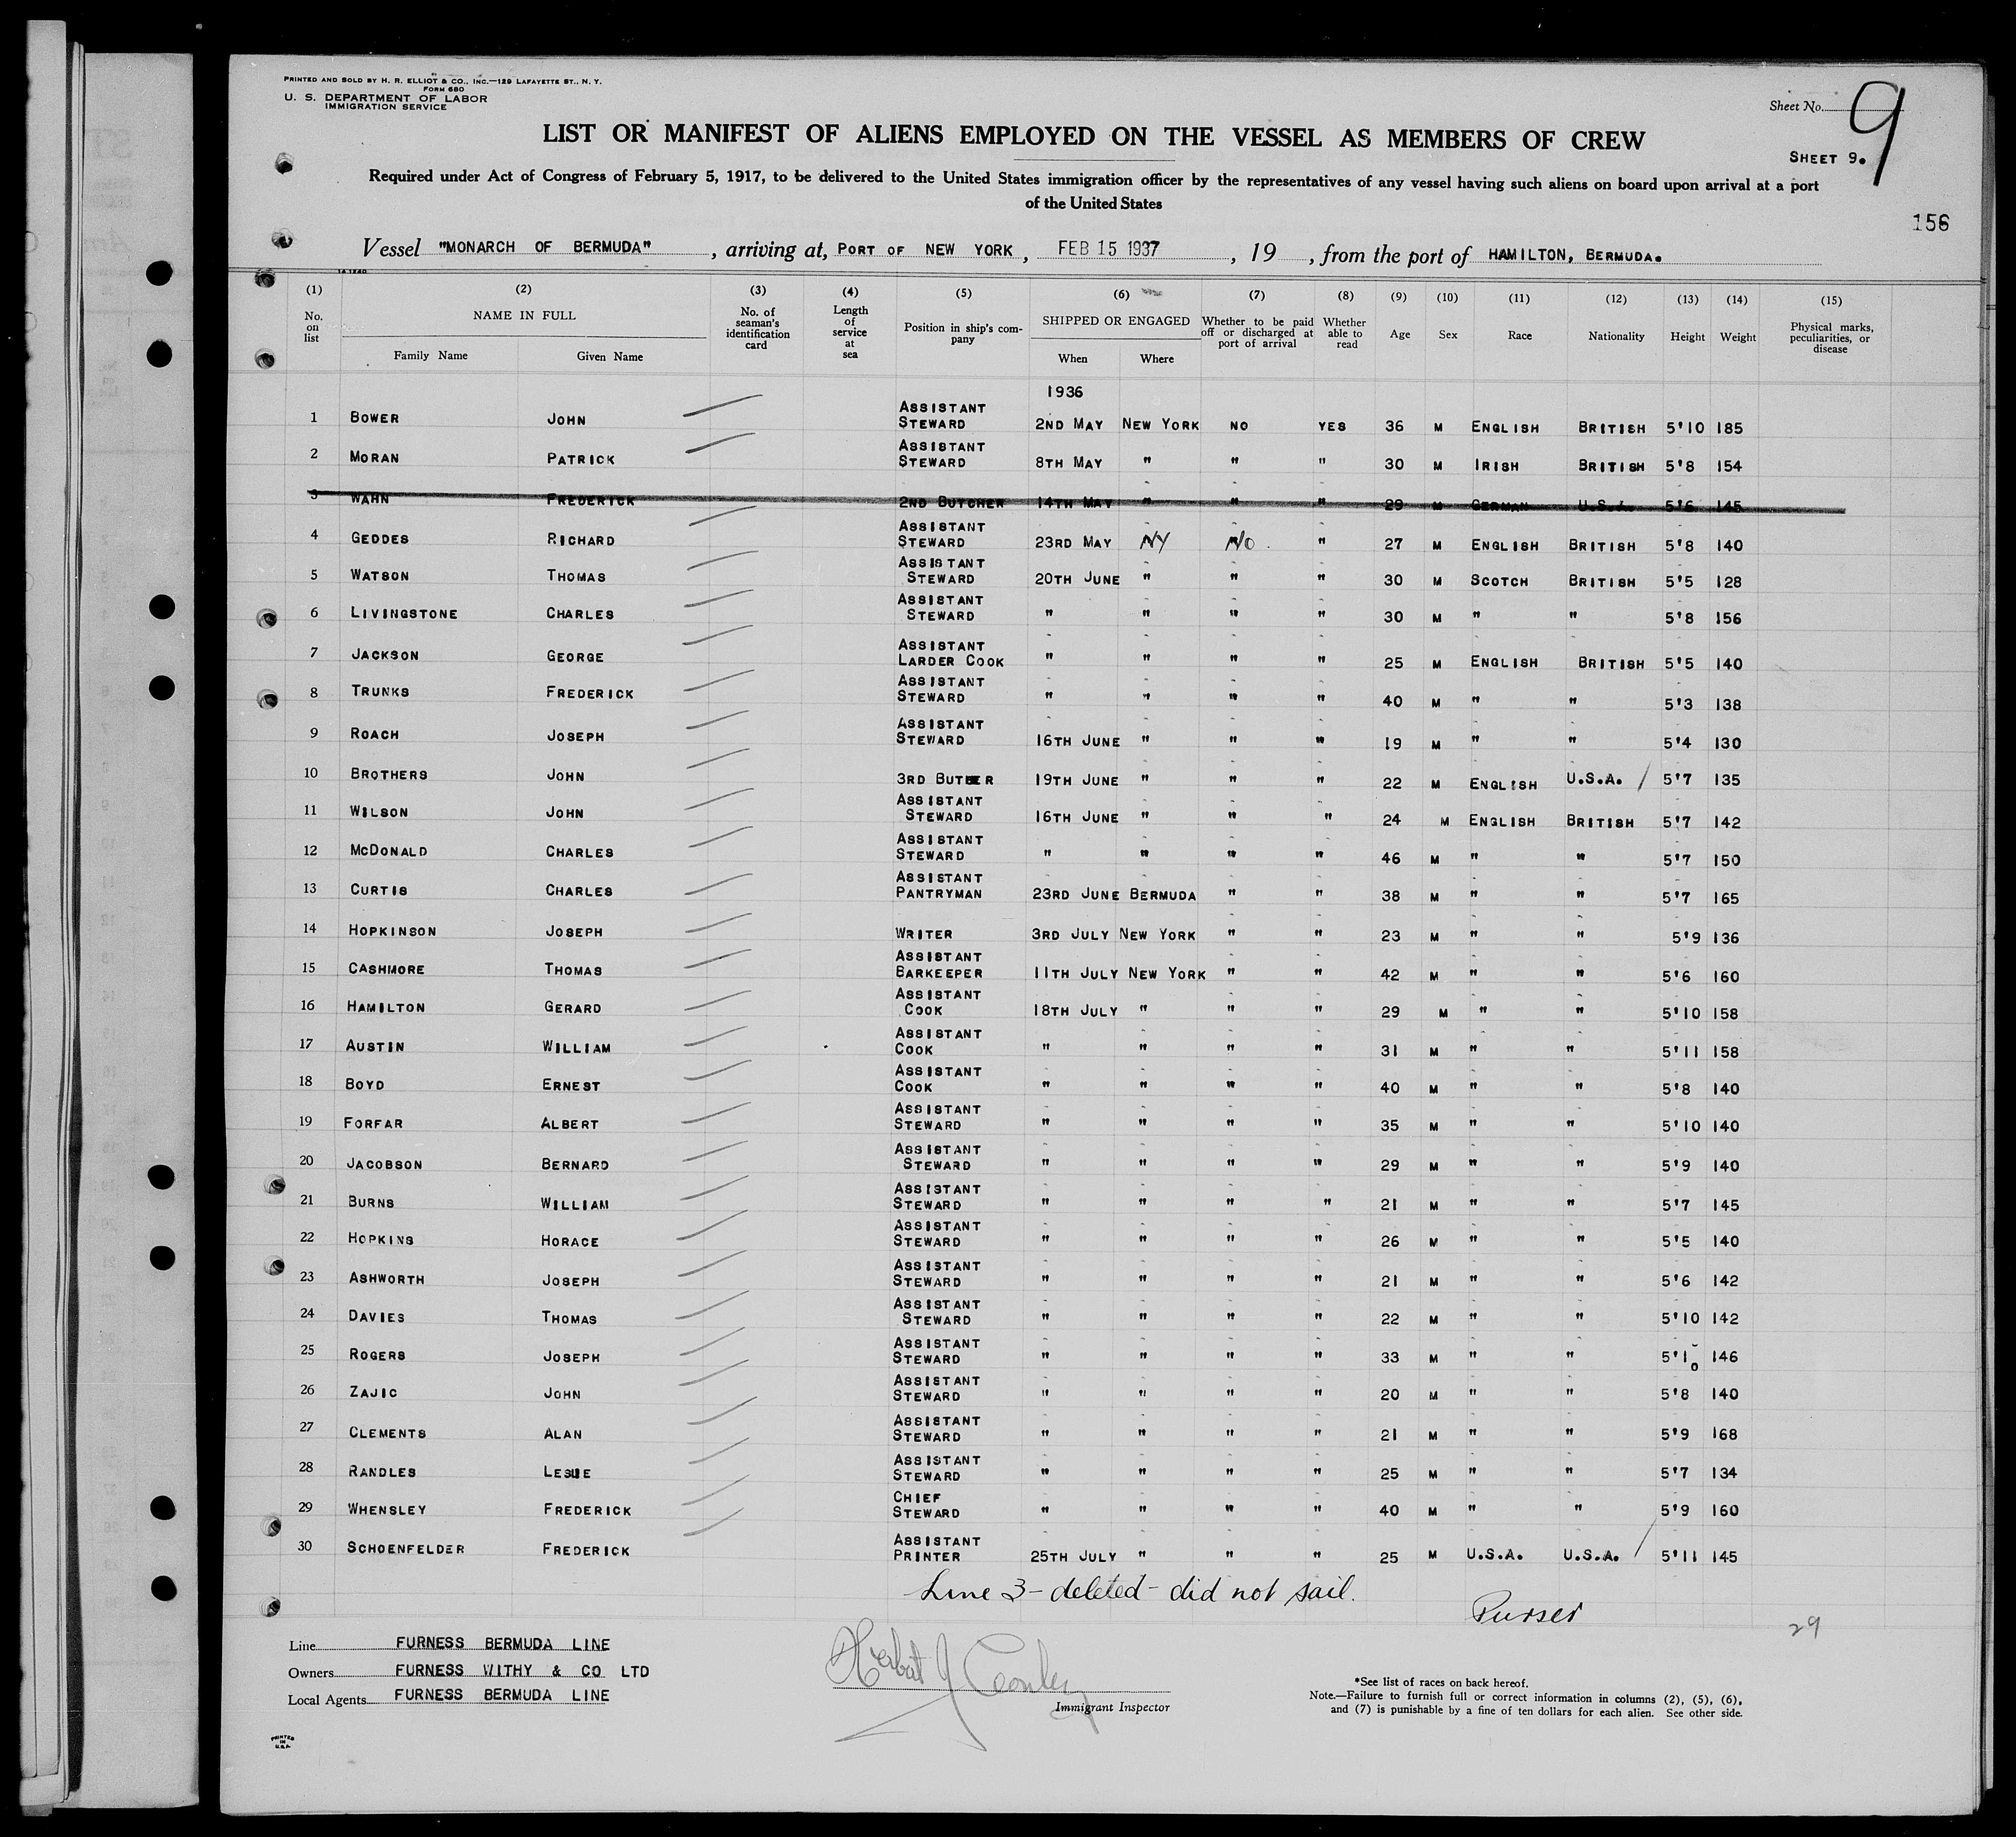 PRINTED AND SOLD BY H. R. ELLIOT & CO., INC.—129 LAFAYETTE ST., N. Y.
FORM 680
U. S. DEPARTMENT OF LABOR
IMMIGRATION SERVICE
Sheet No. 9
LIST OR MANIFEST OF ALIENS EMPLOYED ON THE VESSEL AS MEMBERS OF CREW
SHEET 9.
Required under Act of Congress of February 5, 1917, to be delivered to the United States immigration officer by the representatives of any vessel having such aliens on board upon arrival at a port
of the United States
156
Vessel "MONARCH OF BERMUDA", arriving at, PORT OF NEW YORK, FEB 15 1937, 19, from the port of HAMILTON, BERMUDA.
(1) (2) (3) (4) (5) (6) (7) (8) (9) (10) (11) (12) (13) (14) (15)
No. on list
NAME IN FULL
Family Name Given Name
No. of seaman's identification card
Length of service at sea
Position in ship's company
SHIPPED OR ENGAGED
When Where
Whether to be paid off or discharged at port of arrival
Whether able to read
Age Sex Race Nationality Height Weight
Physical marks, peculiarities, or disease
1936
1 BOWER JOHN ASSISTANT STEWARD 2ND MAY NEW YORK NO YES 36 M ENGLISH BRITISH 5'10 185
2 MORAN PATRICK ASSISTANT STEWARD 8TH MAY " " " 30 M IRISH BRITISH 5'8 154
3 WAHN FREDERICK 2ND BUTCHER 14TH MAY " " " 29 M GERMAN U.S.A. 5'6 145
4 GEDDES RICHARD ASSISTANT STEWARD 23RD MAY NY No. " 27 M ENGLISH BRITISH 5'8 140
5 WATSON THOMAS ASSISTANT STEWARD 20TH JUNE " " " 30 M SCOTCH BRITISH 5'5 128
6 LIVINGSTONE CHARLES ASSISTANT STEWARD " " " " 30 M " " 5'8 156
7 JACKSON GEORGE ASSISTANT LARDER COOK " " " " 25 M ENGLISH BRITISH 5'5 140
8 TRUNKS FREDERICK ASSISTANT STEWARD " " " " 40 M " " 5'3 138
9 ROACH JOSEPH ASSISTANT STEWARD 16TH JUNE " " " 19 M " " 5'4 130
10 BROTHERS JOHN 3RD 19TH JUNE " " " 22 M ENGLISH U.S.A. / 5'7 135
11 WILSON JOHN ASSISTANT STEWARD 16TH JUNE " " " 24 M ENGLISH BRITISH 5'7 142
12 MCDONALD CHARLES ASSISTANT STEWARD " " " " 46 M " " 5'7 150
13 CURTIS CHARLES ASSISTANT PANTRYMAN 23RD JUNE BERMUDA " " 38 M " " 5'7 165
14 HOPKINSON JOSEPH WRITER 3RD JULY NEW YORK " " 23 M " " 5'9 136
15 CASHMORE THOMAS ASSISTANT BARKEEPER 11TH JULY NEW YORK " " 42 M " " 5'6 160
16 HAMILTON GERARD ASSISTANT COOK 18TH JULY " " " 29 M " " 5'10 158
17 AUSTIN WILLIAM ASSISTANT COOK " " " " 31 M " " 5'11 158
18 BOYD ERNEST ASSISTANT COOK " " " " 40 M " " 5'8 140
19 FORFAR ALBERT ASSISTANT STEWARD " " " " 35 M " " 5'10 140
20 JACOBSON BERNARD ASSISTANT STEWARD " " " " 29 M " " 5'9 140
21 BURNS WILLIAM ASSISTANT STEWARD " " " " 21 M " " 5'7 145
22 HOPKINS HORACE ASSISTANT STEWARD " " " " 26 M " " 5'5 140
23 ASHWORTH JOSEPH ASSISTANT STEWARD " " " " 21 M " " 5'6 142
24 DAVIES THOMAS ASSISTANT STEWARD " " " " 22 M " " 5'10 142
25 ROGERS JOSEPH ASSISTANT STEWARD " " " " 33 M " " 5'10 146
26 ZAJIC JOHN ASSISTANT STEWARD " " " " 20 M " " 5'8 140
27 CLEMENTS ALAN ASSISTANT STEWARD " " " " 21 M " " 5'9 168
28 RANDLES LESLIE ASSISTANT STEWARD " " " " 25 M " " 5'7 134
29 WHENSLEY FREDERICK CHIEF STEWARD " " " " 40 M " " 5'9 160
30 SCHOENFELDER FREDERICK ASSISTANT PRINTER 25TH JULY " " " 25 M U.S.A. U.S.A. / 5'11 145
Line 3 - deleted - did not sail.
Purser
29
Line FURNESS BERMUDA LINE
Owners FURNESS WITHY & CO LTD
Local Agents FURNESS BERMUDA LINE
Immigrant Inspector
*See list of races on back hereof.
Note.—Failure to furnish full or correct information in columns (2), (5), (6),
and (7) is punishable by a fine of ten dollars for each alien. See other side.
PRINTED IN U.S.A.